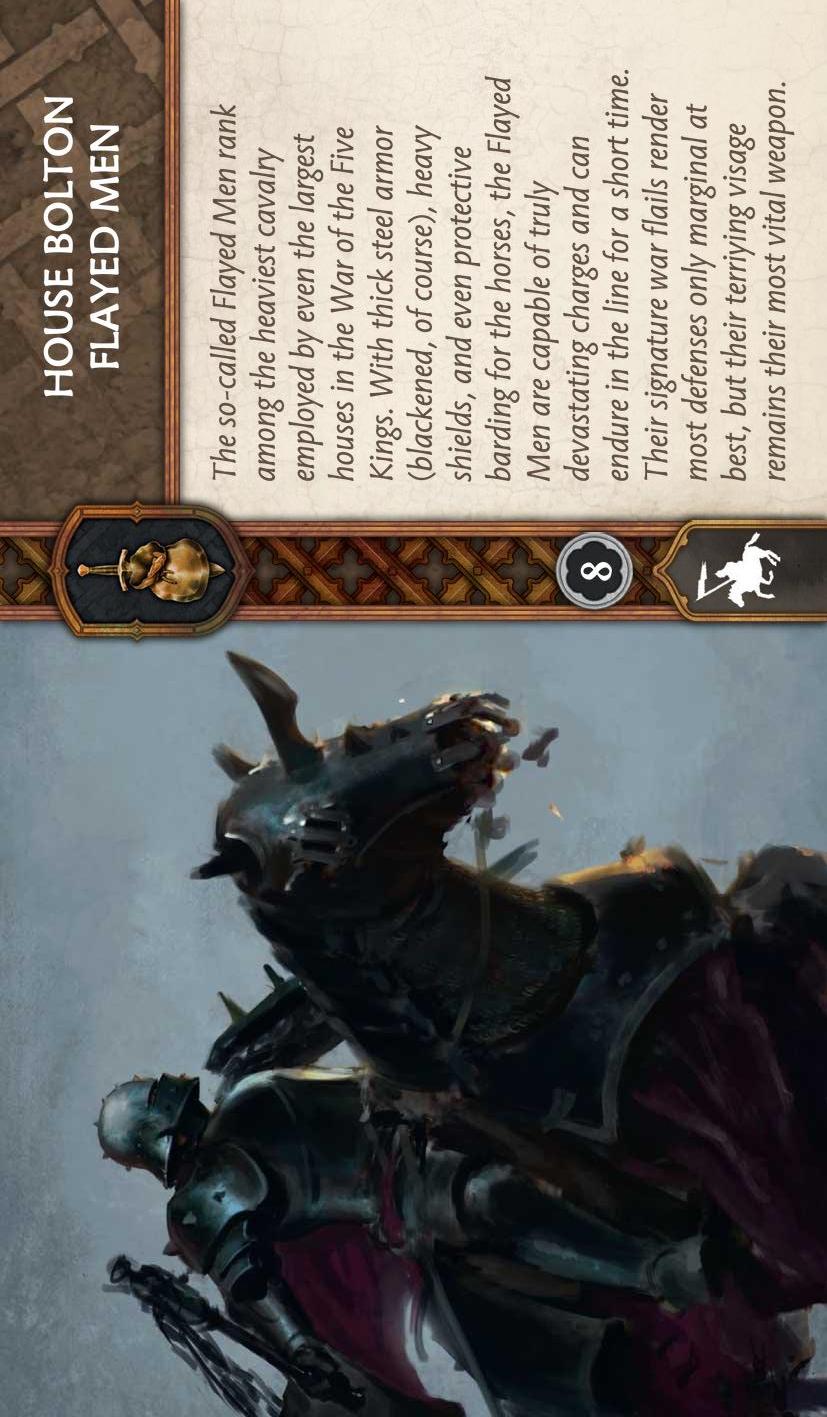 HOUSE BOLTON
FLAYED MEN
The so-called Flayed Men rank
among the heaviest cavalry
employed by even the largest
houses in the War of the Five
Kings. With thick steel armor
(blackened, of course), heavy
shields, and even protective
barding for the horses, the Flayed
Men are capable of truly
devastating charges and can
endure in the line for a short time.
Their signature war flails render
most defenses only marginal at
best, but their terriying visage
remains their most vital weapon.
8